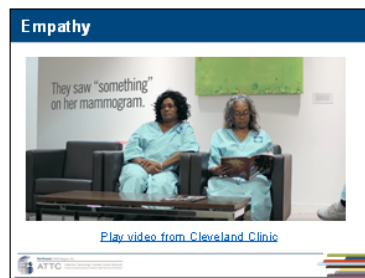 Empathy
They saw “something”
on her mammogram.
Play video from Cleveland Clinic
ATTC